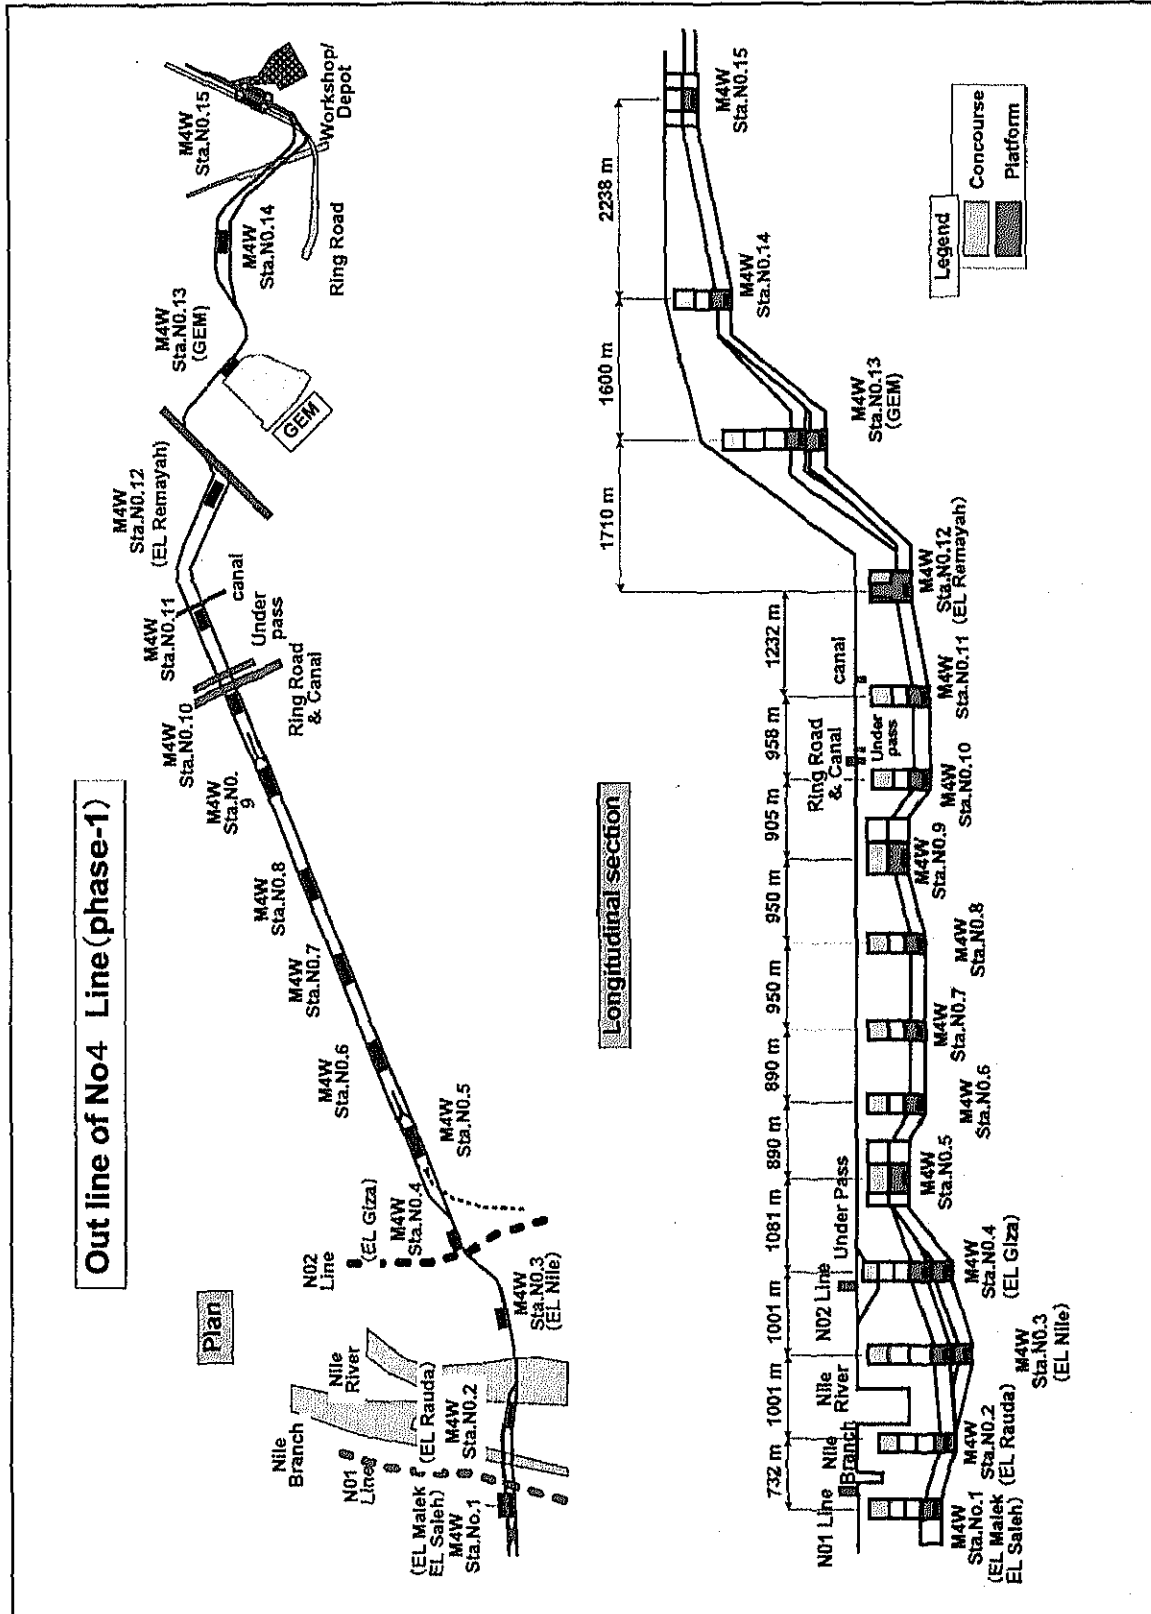 Out line of No4 Line(phase-1)
Plan
M4W
Sta.No.1
(EL Malek
EL Saleh)
N01
Line
Nile
Branch
M4W
Sta.N0.2
(EL Rauda)
Nile
River
M4W
Sta.N0.3
(EL Nile)
N02
Line
(EL Giza)
M4W
Sta.N0.4
M4W
Sta.N0.5
M4W
Sta.N0.6
M4W
Sta.N0.7
M4W
Sta.N0.8
M4W
Sta.N0.
9
M4W
Sta.N0.10
Ring Road
& Canal
Under
pass
M4W
Sta.N0.11
canal
M4W
Sta.N0.12
(EL Remayah)
M4W
Sta.N0.13
(GEM)
GEM
M4W
Sta.N0.14
Ring Road
M4W
Sta.N0.15
Workshop/
Depot
Longitudinal section
732 m
1001 m
1001 m
1081 m
890 m
890 m
950 m
950 m
905 m
958 m
1232 m
1710 m
1600 m
2238 m
N01 Line
Nile
Branch
Nile
River
N02 Line
Under Pass
Ring Road
& Canal
Under
pass
canal
M4W
Sta.No.1
(EL Malek
EL Saleh)
M4W
Sta.N0.2
(EL Rauda)
M4W
Sta.N0.3
(EL Nile)
M4W
Sta.N0.4
(EL Giza)
M4W
Sta.N0.5
M4W
Sta.N0.6
M4W
Sta.N0.7
M4W
Sta.N0.8
M4W
Sta.N0.9
M4W
Sta.N0.10
M4W
Sta.N0.11
M4W
Sta.N0.12
(EL Remayah)
M4W
Sta.N0.13
(GEM)
M4W
Sta.N0.14
M4W
Sta.N0.15
Legend
Concourse
Platform